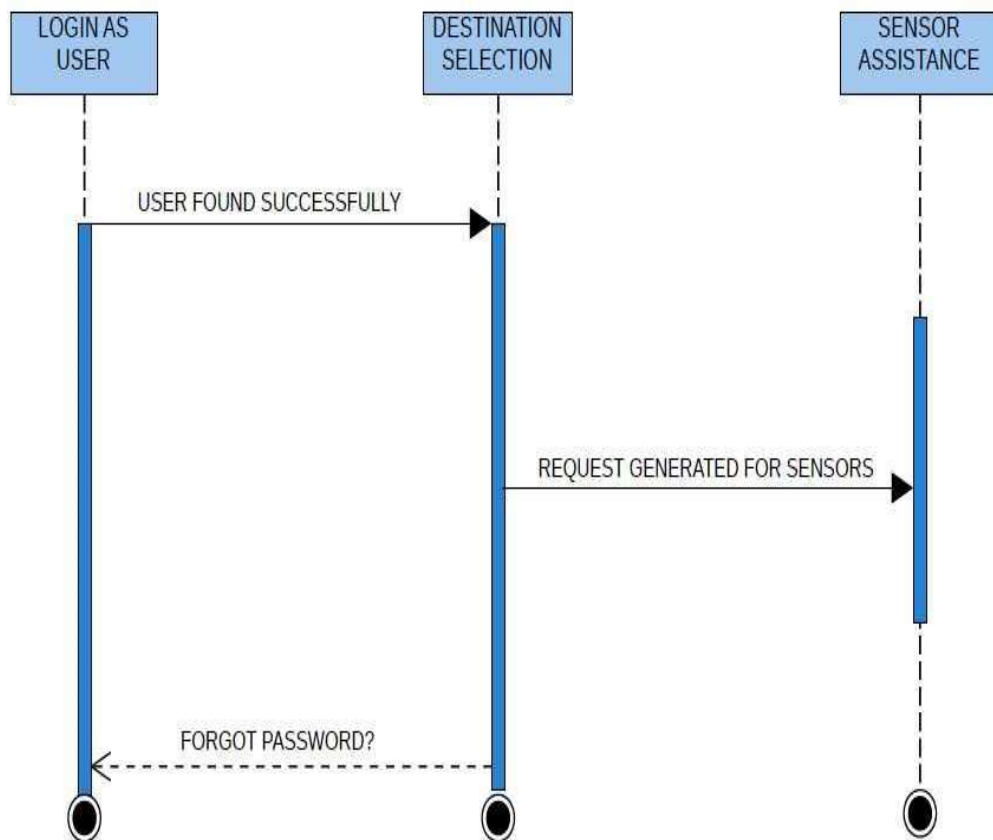 LOGIN AS
USER
DESTINATION
SELECTION
SENSOR
ASSISTANCE
USER FOUND SUCCESSFULLY
REQUEST GENERATED FOR SENSORS
FORGOT PASSWORD?